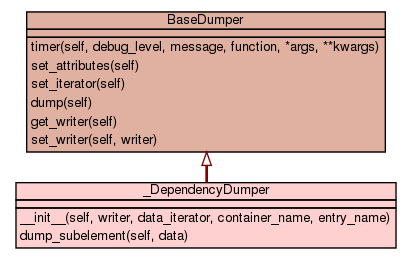 BaseDumper
timer(self, debug_level, message, function, *args, **kwargs)
set_attributes(self)
set_iterator(self)
dump(self)
get_writer(self)
set_writer(self, writer)
_DependencyDumper
__init__(self, writer, data_iterator, container_name, entry_name)
dump_subelement(self, data)